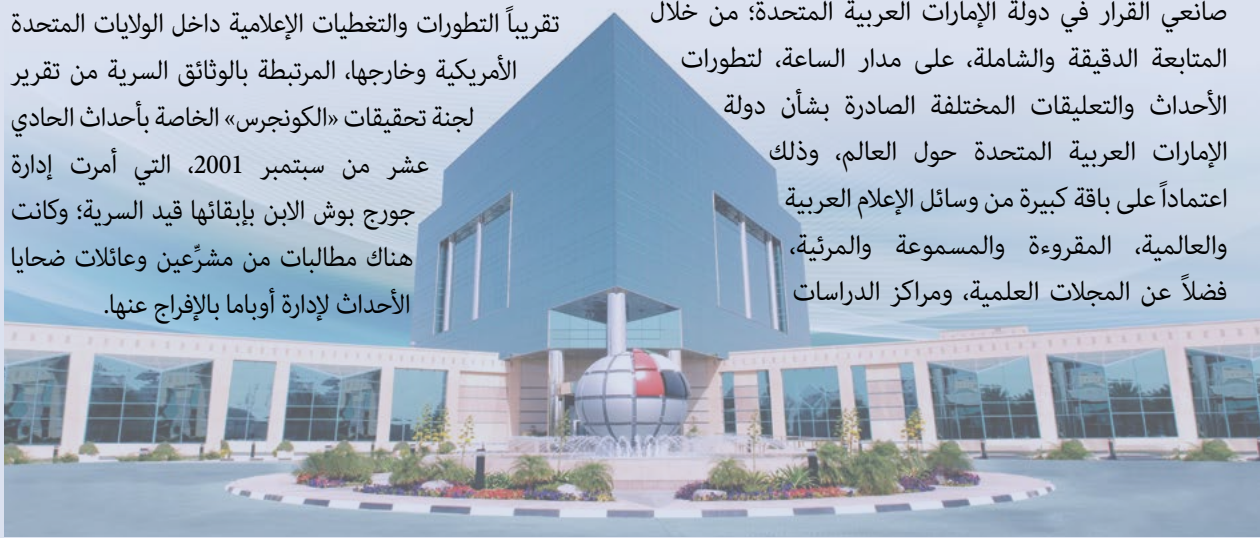 صانعي القرار في دولة الإمارات العربية المتحدة؛ من خلال
المتابعة الدقيقة والشاملة، على مدار الساعة، لتطورات
الأحداث والتعليقات المختلفة الصادرة بشأن دولة
الإمارات العربية المتحدة حول العالم، وذلك
اعتماداً على باقة كبيرة من وسائل الإعلام العربية
والعالمية، المقروءة والمسموعة والمرئية،
فضلاً عن المجلات العلمية، ومراكز الدراسات
تقريباً التطورات والتغطيات الإعلامية داخل الولايات المتحدة
الأمريكية وخارجها، المرتبطة بالوثائق السرية من تقرير
لجنة تحقيقات «الكونجرس» الخاصة بأحداث الحادي
عشر من سبتمبر 2001، التي أمرت إدارة
جورج بوش الابن بإبقائها قيد السرية؛ وكانت
هناك مطالبات من مشرِّعين وعائلات ضحايا
الأحداث لإدارة أوباما بالإفراج عنها.